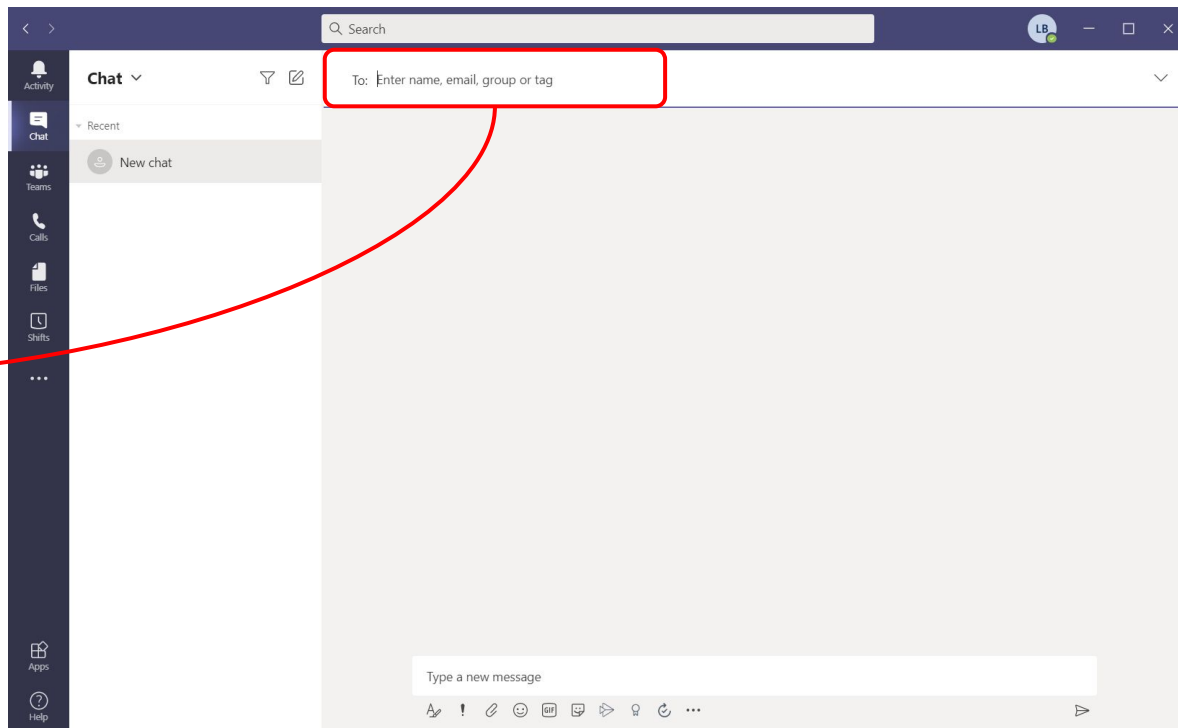 Search
LB
Activity
Chat
Teams
Calls
Files
Shifts
Apps
Help
Chat
Recent
New chat
To: Enter name, email, group or tag
Type a new message
GIF